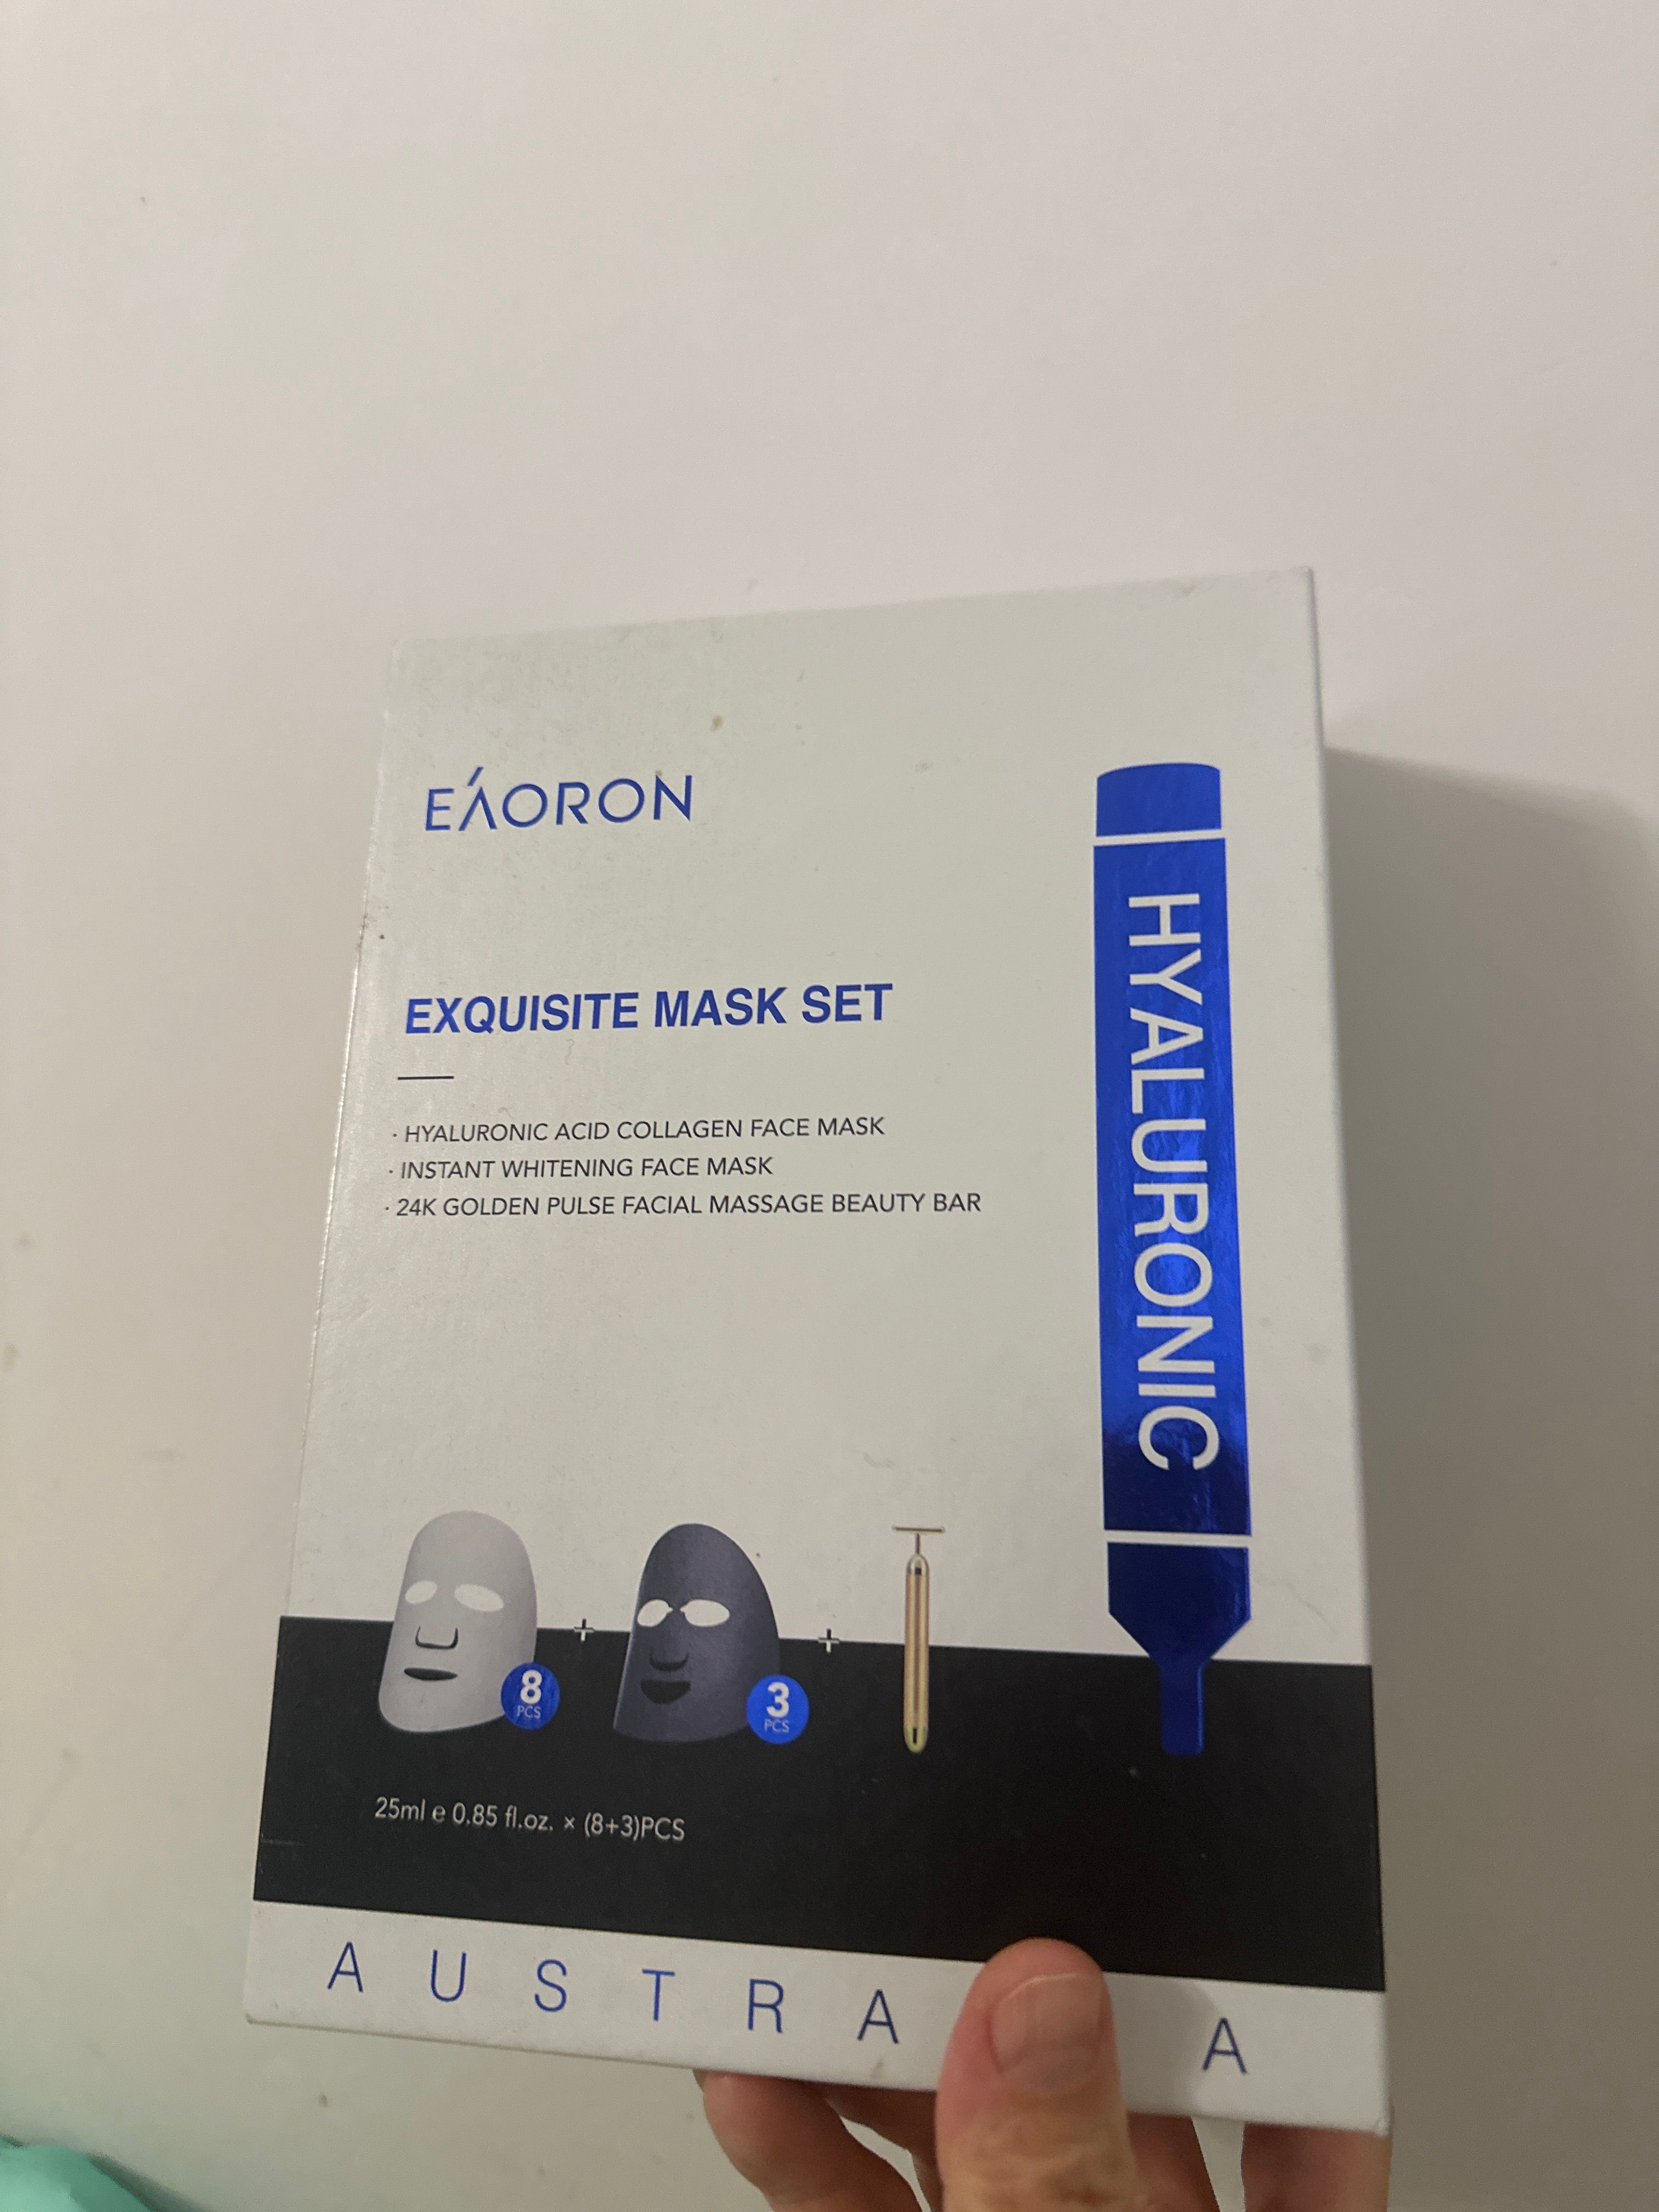 EÁORON
EXQUISITE MASK SET
· HYALURONIC ACID COLLAGEN FACE MASK
· INSTANT WHITENING FACE MASK
· 24K GOLDEN PULSE FACIAL MASSAGE BEAUTY BAR
HYALURONIC
8
PCS
+
3
PCS
+
25ml e 0.85 fl.oz. × (8+3)PCS
A U S T R A A